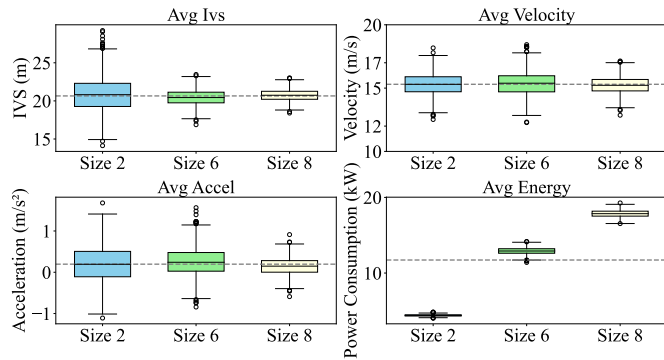 Avg Ivs
IVS (m)
25
20
15
Size 2 Size 6 Size 8
Avg Velocity
Velocity (m/s)
20
17
15
12
10
Size 2 Size 6 Size 8
Avg Accel
Acceleration (m/s²)
1
0
−1
Size 2 Size 6 Size 8
Avg Energy
Power Consumption (kW)
20
10
Size 2 Size 6 Size 8